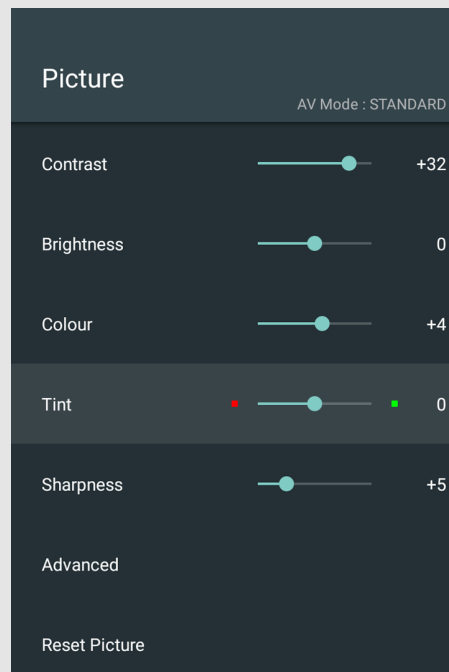 Picture
AV Mode : STANDARD
Contrast +32
Brightness 0
Colour +4
Tint 0
Sharpness +5
Advanced
Reset Picture